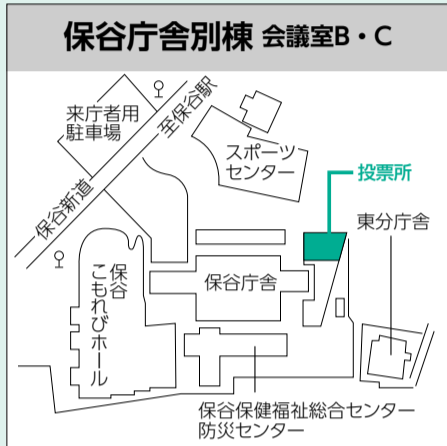 保谷庁舎別棟 会議室B・C
来庁者用
駐車場
至保谷駅
スポーツ
センター
保谷新道
投票所
東分庁舎
保谷
こもれびホール
保谷庁舎
保谷保健福祉総合センター
防災センター